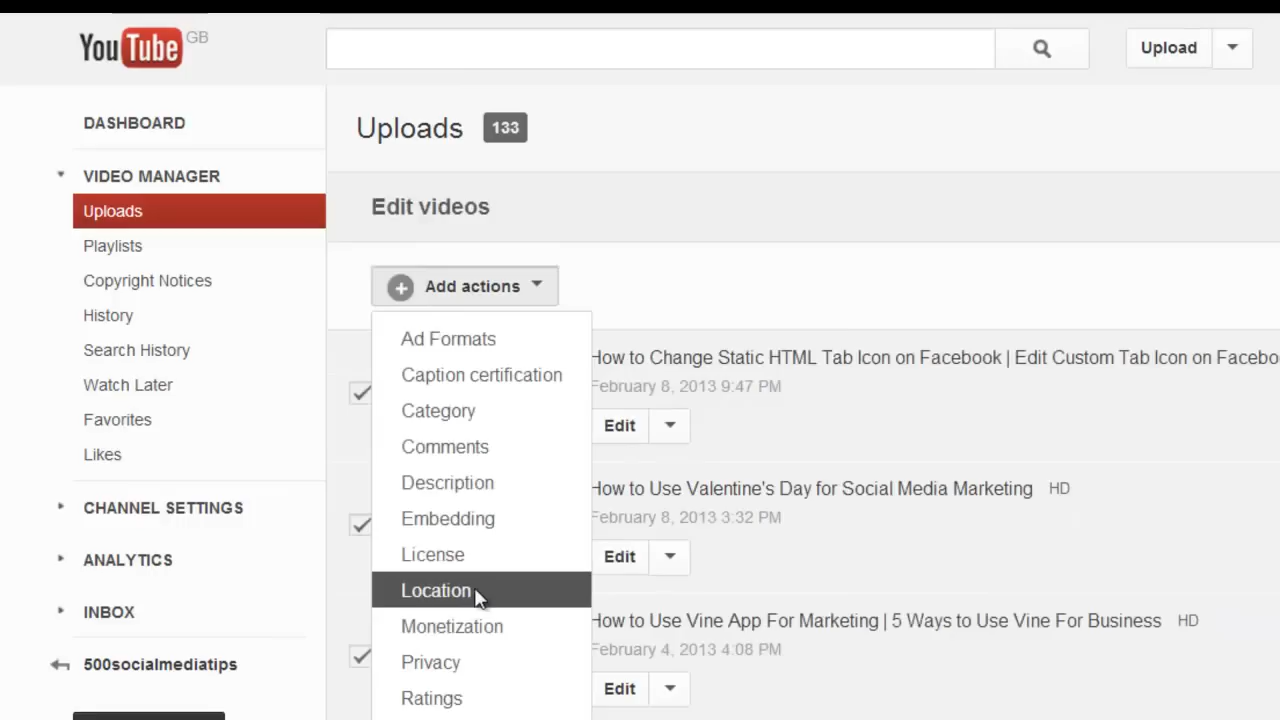 YouTube GB
Upload
DASHBOARD
VIDEO MANAGER
Uploads
Playlists
Copyright Notices
History
Search History
Watch Later
Favorites
Likes
CHANNEL SETTINGS
ANALYTICS
INBOX
500socialmediatips
Uploads 133
Edit videos
Add actions
Ad Formats
Caption certification
Category
Comments
Description
Embedding
License
Location
Monetization
Privacy
Ratings
How to Change Static HTML Tab Icon on Facebook | Edit Custom Tab Icon on Facebo
February 8, 2013 9:47 PM
Edit
How to Use Valentine's Day for Social Media Marketing HD
February 8, 2013 3:32 PM
Edit
How to Use Vine App For Marketing | 5 Ways to Use Vine For Business HD
February 4, 2013 4:08 PM
Edit